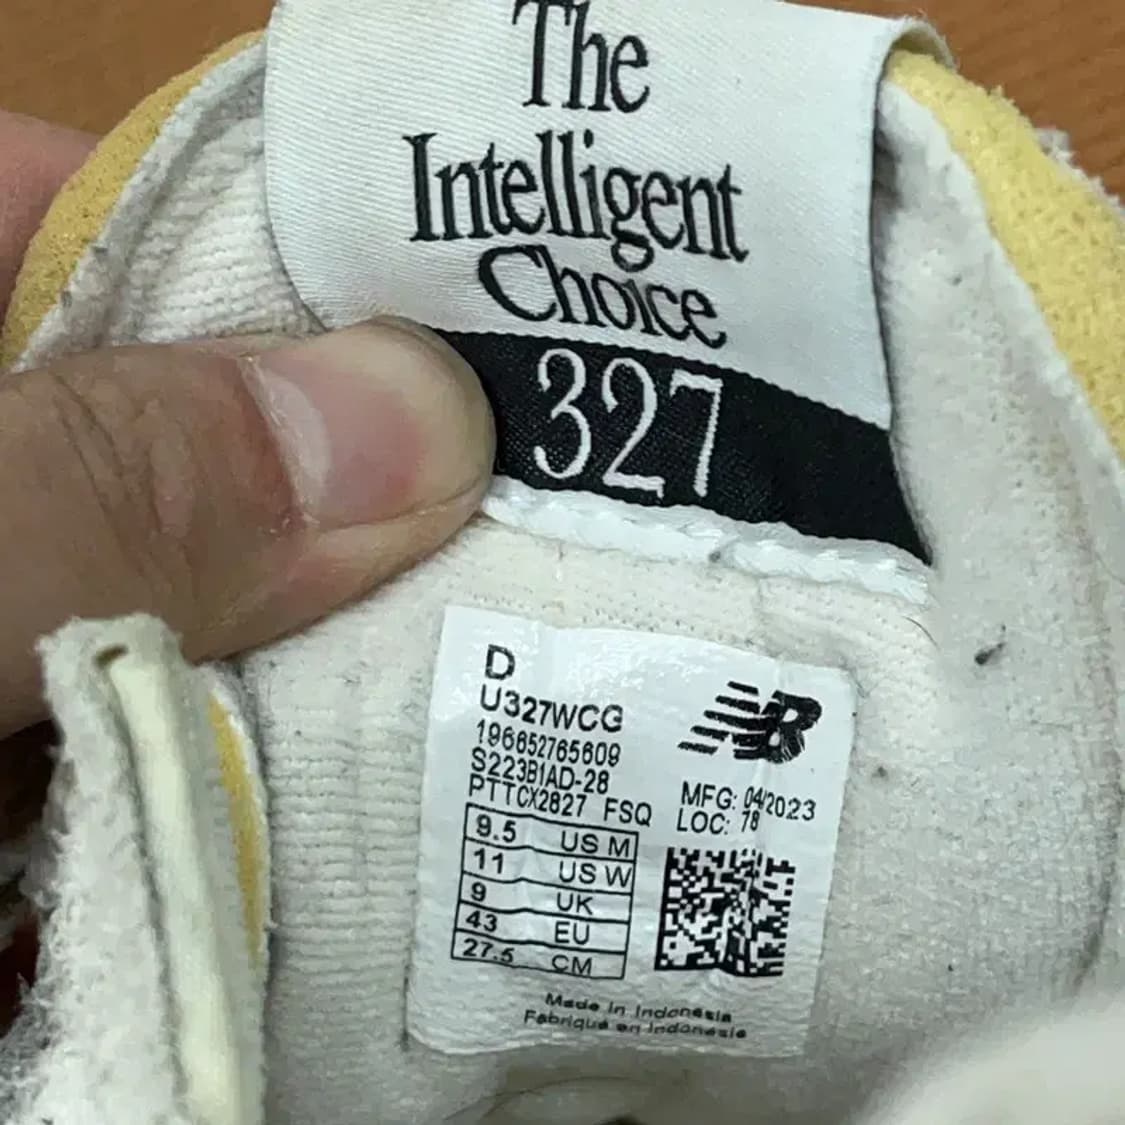 The
Intelligent
Choice
327
D
U327WCG
196652765609
S223B1AD-28
PTTCX2827 FSQ
NB
MFG: 04/2023
LOC: 78
9.5 US M
11 US W
9 UK
43 EU
27.5 CM
Made in Indonesia
Fabriqué en Indonésie